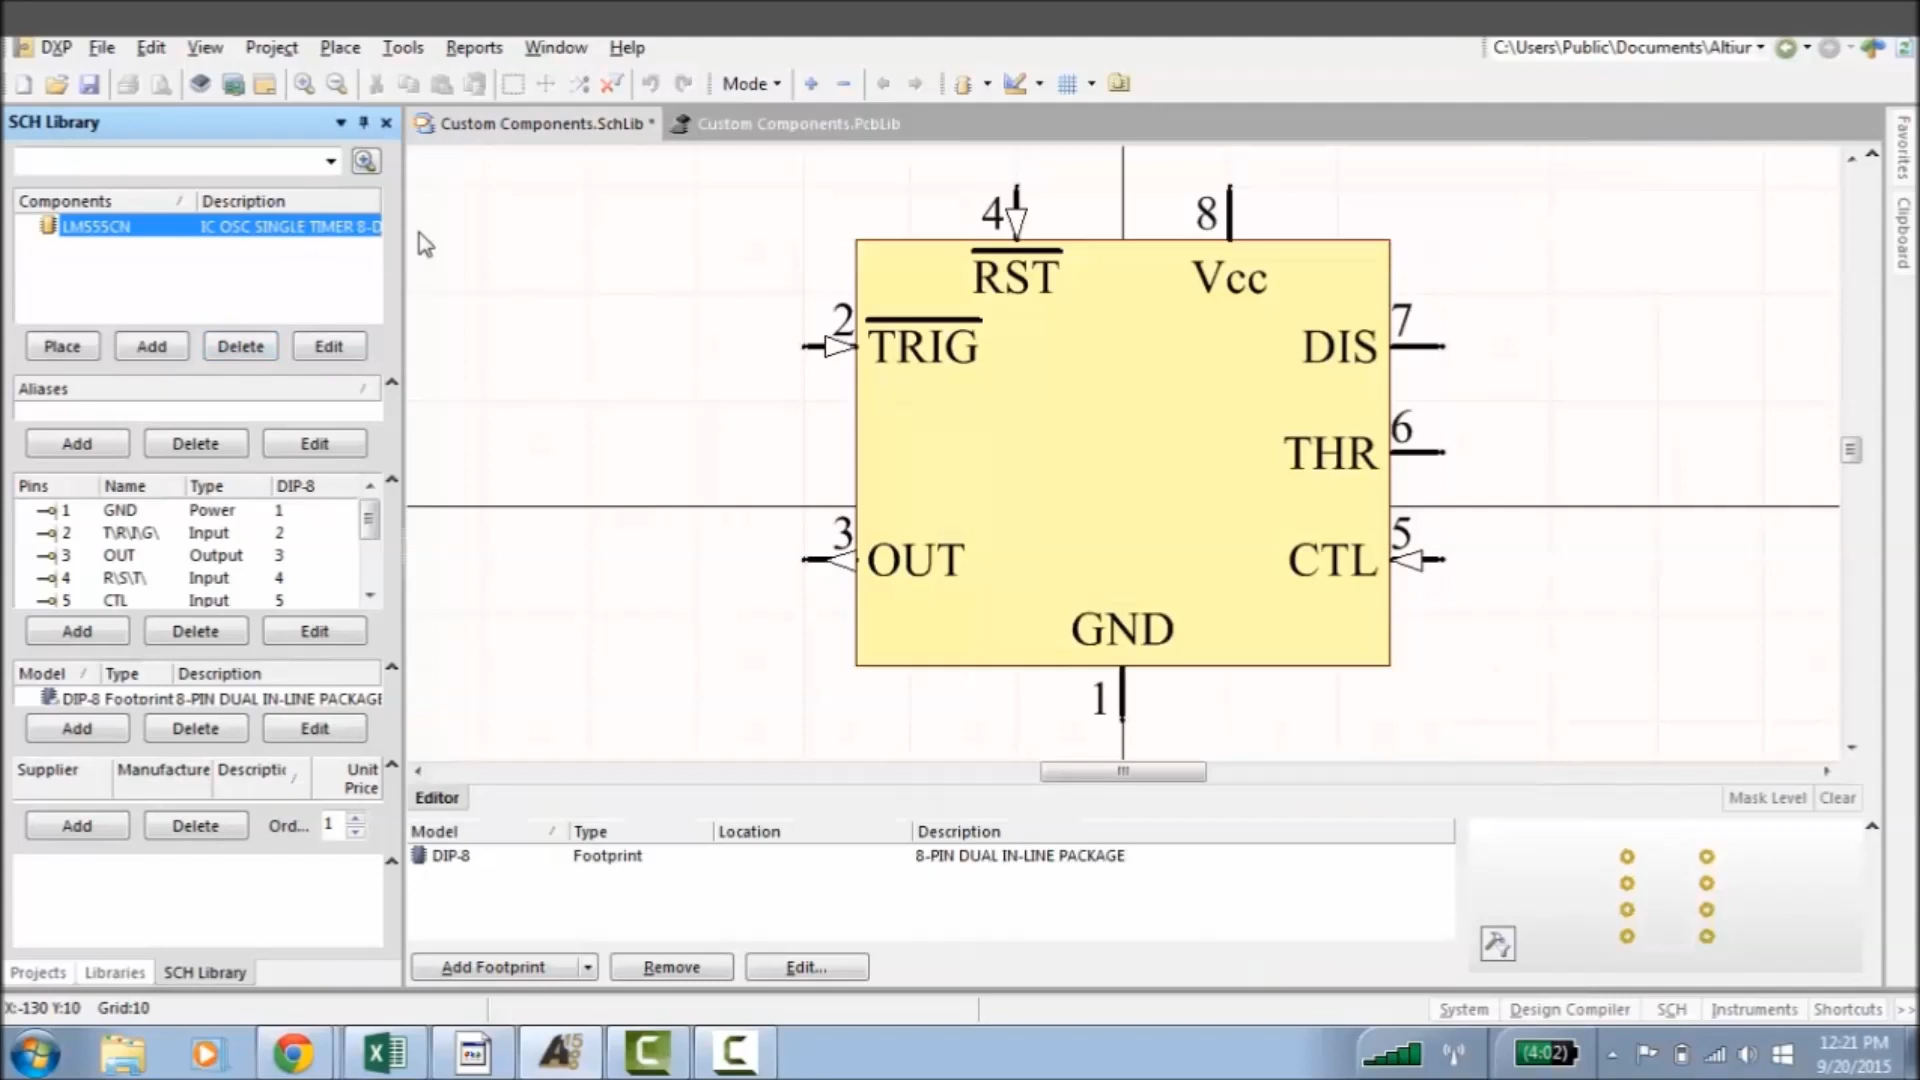 DXP File Edit View Project Place Tools Reports Window Help
C:\Users\Public\Documents\Altiur
Mode
SCH Library
Custom Components.SchLib *
Custom Components.PcbLib
Favorites
Clipboard
Components / Description
LM555CN IC OSC SINGLE TIMER 8-D
Place Add Delete Edit
Aliases /
Add Delete Edit
Pins Name Type DIP-8
1 GND Power 1
2 T\R\I\G\ Input 2
3 OUT Output 3
4 R\S\T\ Input 4
5 CTL Input 5
Add Delete Edit
Model / Type Description
DIP-8 Footprint 8-PIN DUAL IN-LINE PACKAGE
Add Delete Edit
Supplier Manufacture Descriptic / Unit Price
Add Delete Ord... 1
Projects Libraries SCH Library
4 8
RST Vcc
2 TRIG DIS 7
THR 6
3 OUT CTL 5
GND
1
Editor
Mask Level Clear
Model / Type Location Description
DIP-8 Footprint 8-PIN DUAL IN-LINE PACKAGE
Add Footprint Remove Edit...
X:-130 Y:10 Grid:10
System Design Compiler SCH Instruments Shortcuts >>
(4:02)
12:21 PM
9/20/2015